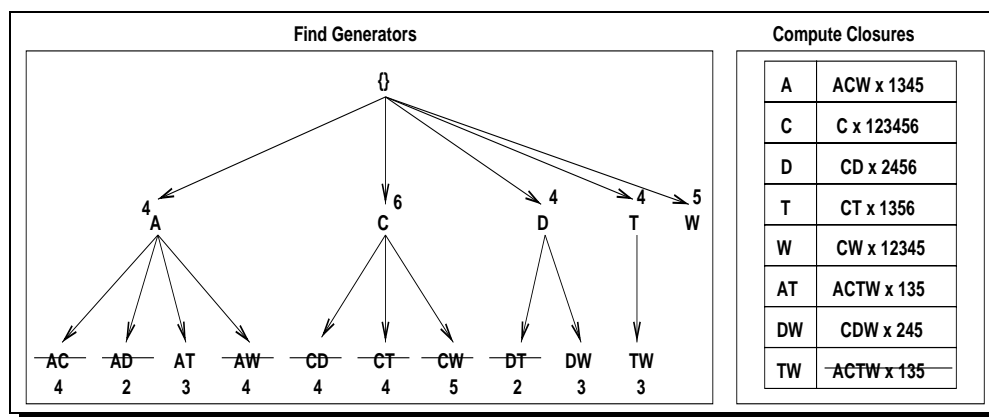 Find Generators
Compute Closures
{}
4 6 4 4 5
A C D T W
AC AD AT AW CD CT CW DT DW TW
4 2 3 4 4 4 5 2 3 3
A ACW x 1345
C C x 123456
D CD x 2456
T CT x 1356
W CW x 12345
AT ACTW x 135
DW CDW x 245
TW ACTW x 135